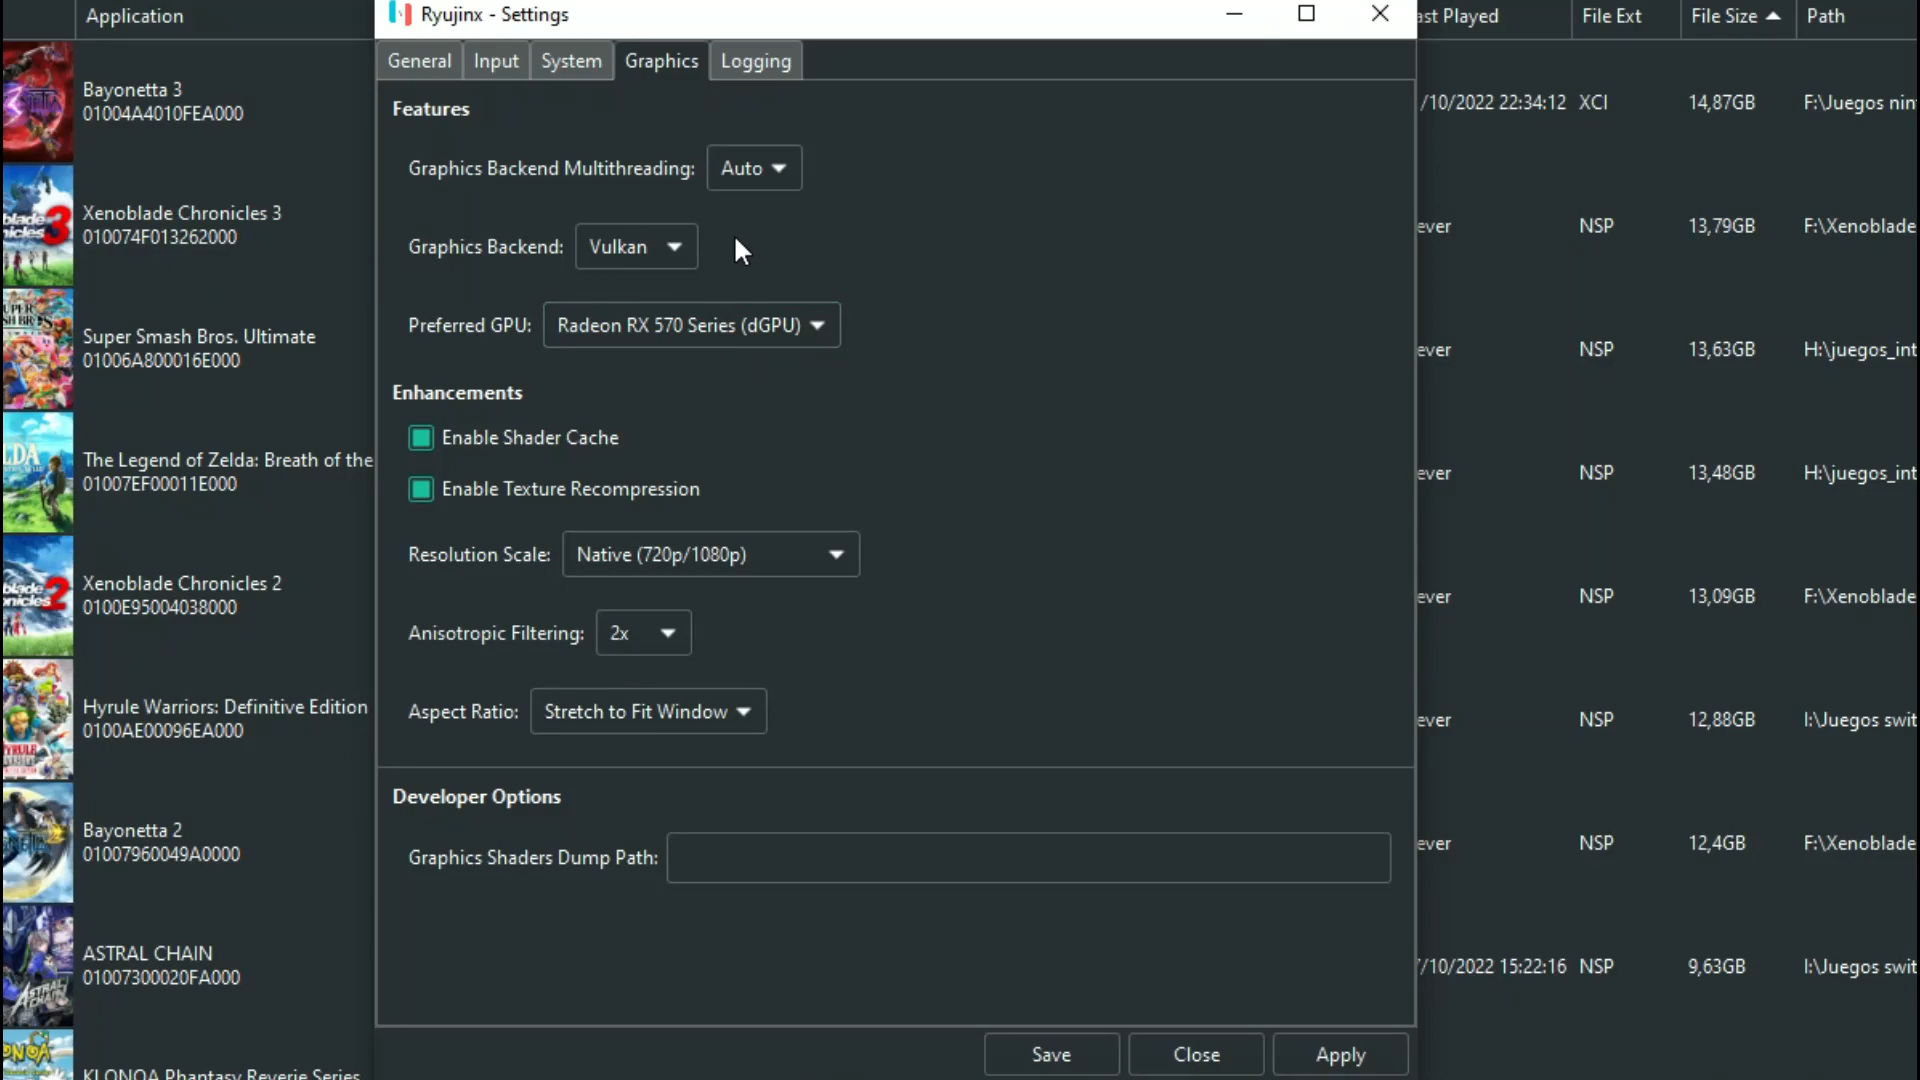 Application
Ryujinx - Settings
ast Played
File Ext
File Size
Path
General
Input
System
Graphics
Logging
Features
Graphics Backend Multithreading:
Auto
Graphics Backend:
Vulkan
Preferred GPU:
Radeon RX 570 Series (dGPU)
Enhancements
Enable Shader Cache
Enable Texture Recompression
Resolution Scale:
Native (720p/1080p)
Anisotropic Filtering:
2x
Aspect Ratio:
Stretch to Fit Window
Developer Options
Graphics Shaders Dump Path:
Save
Close
Apply
Bayonetta 3
01004A4010FEA000
/10/2022 22:34:12
XCI
14,87GB
F:\Juegos nin
Xenoblade Chronicles 3
010074F013262000
ever
NSP
13,79GB
F:\Xenoblade
Super Smash Bros. Ultimate
01006A800016E000
ever
NSP
13,63GB
H:\juegos_int
The Legend of Zelda: Breath of the
01007EF00011E000
ever
NSP
13,48GB
H:\juegos_int
Xenoblade Chronicles 2
0100E95004038000
ever
NSP
13,09GB
F:\Xenoblade
Hyrule Warriors: Definitive Edition
0100AE00096EA000
ever
NSP
12,88GB
I:\Juegos swit
Bayonetta 2
01007960049A0000
ever
NSP
12,4GB
F:\Xenoblade
ASTRAL CHAIN
01007300020FA000
/10/2022 15:22:16
NSP
9,63GB
I:\Juegos swit
KLONOA Phantasy Reverie Series